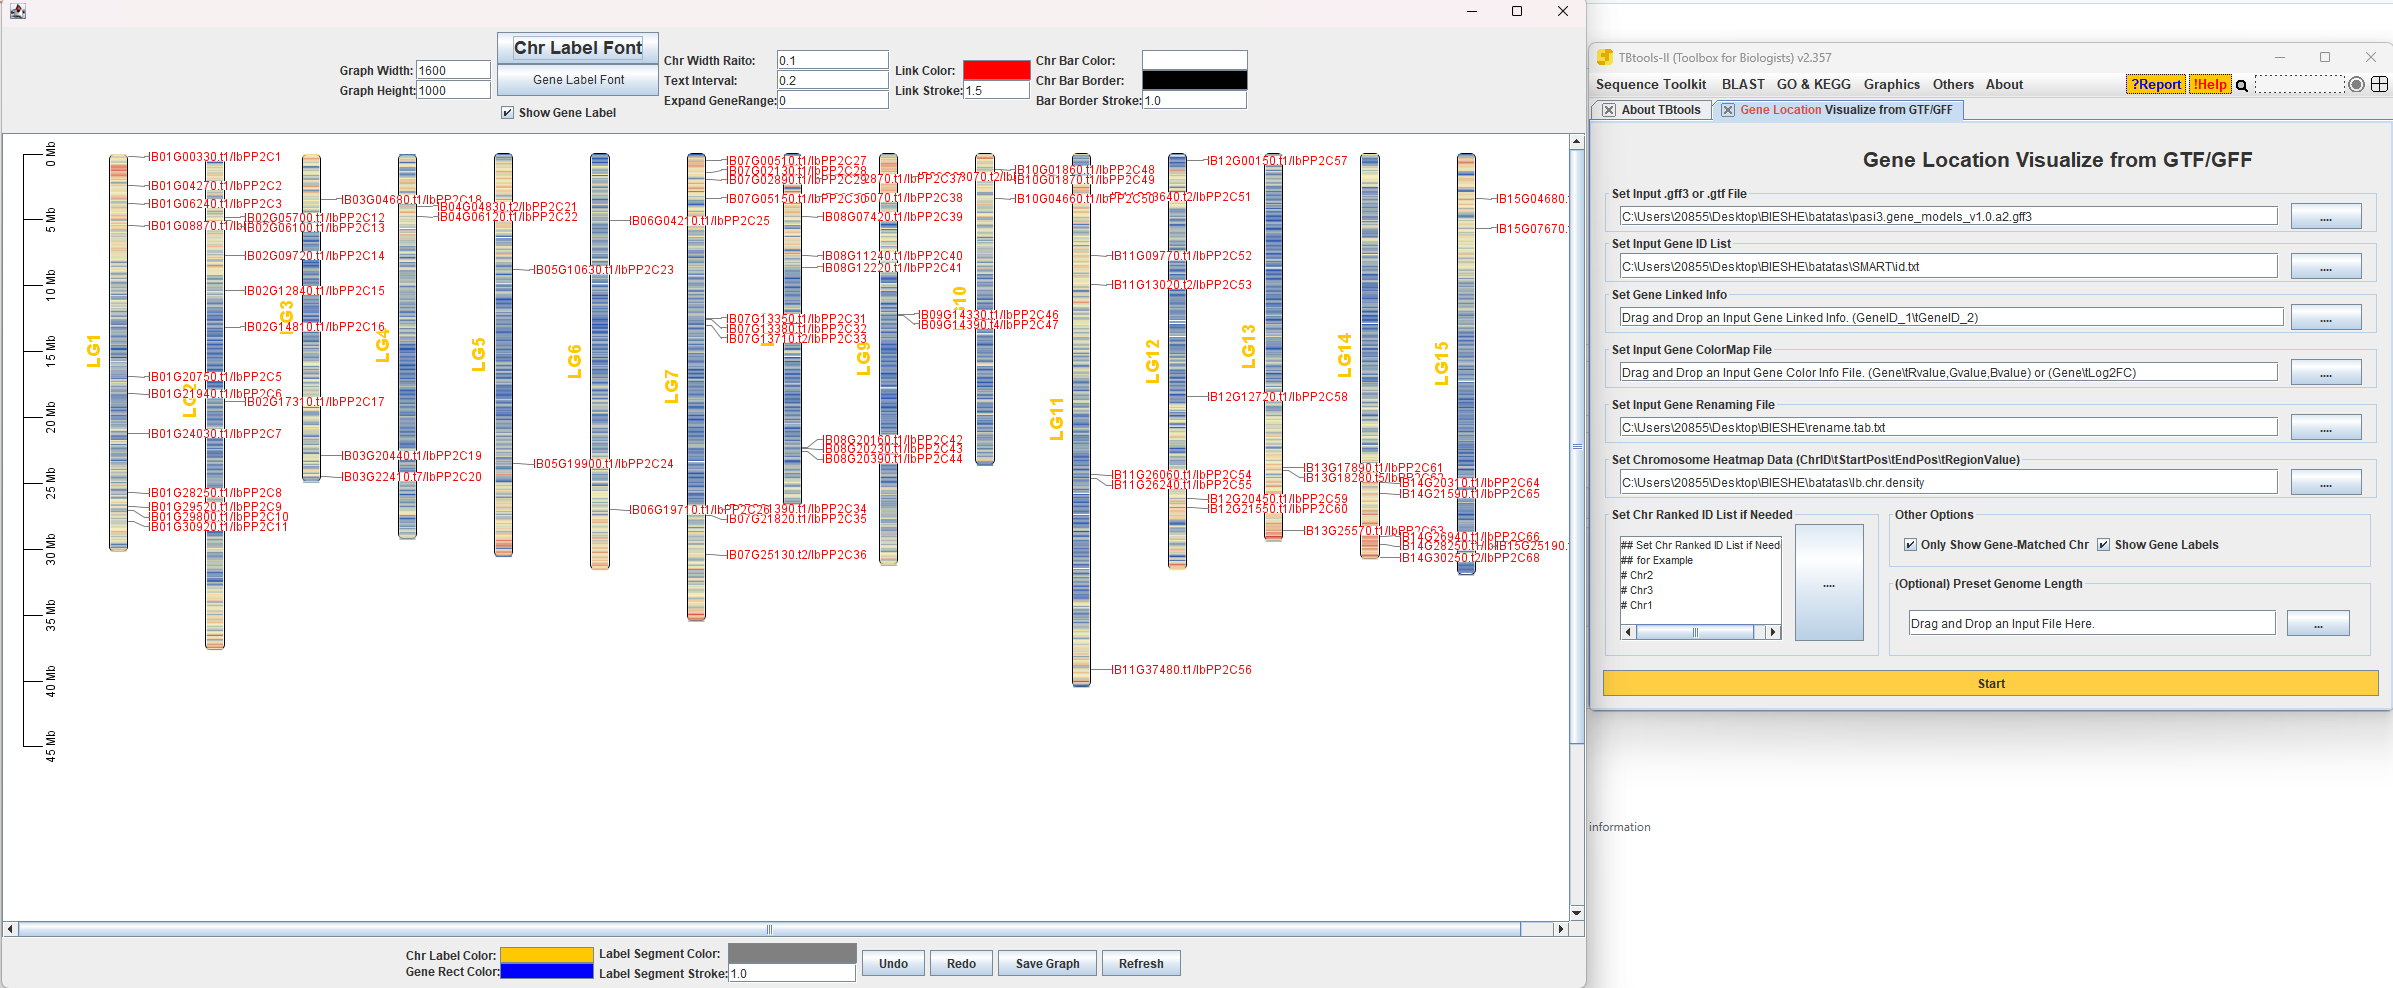 Graph Width: 1600
Graph Height: 1000
Chr Label Font
Gene Label Font
Show Gene Label
Chr Width Raito: 0.1
Text Interval: 0.2
Expand GeneRange: 0
Link Color:
Link Stroke: 1.5
Chr Bar Color:
Chr Bar Border:
Bar Border Stroke: 1.0
0 Mb
5 Mb
10 Mb
15 Mb
20 Mb
25 Mb
30 Mb
35 Mb
40 Mb
45 Mb
LG1
IB01G00330.t1/IbPP2C1
IB01G04270.t1/IbPP2C2
IB01G06240.t1/IbPP2C3
IB01G08870.t1/
IB01G20750.t1/IbPP2C5
IB01G21940.t1/IbPP2C6
IB01G24030.t1/IbPP2C7
IB01G28250.t1/IbPP2C8
IB01G29520.t1/IbPP2C9
IB01G29800.t1/IbPP2C10
IB01G30920.t1/IbPP2C11
LG2
IB02G05700.t1/IbPP2C12
IB02G06100.t1/IbPP2C13
IB02G09720.t1/IbPP2C14
IB02G12840.t1/IbPP2C15
IB02G14810.t1/IbPP2C16
IB02G17310.t1/IbPP2C17
LG3
IB03G04680.t1/IbPP2C18
IB03G20440.t1/IbPP2C19
IB03G22410.t7/IbPP2C20
LG4
IB04G04830.t2/IbPP2C21
IB04G06120.t1/IbPP2C22
LG5
IB05G10630.t1/IbPP2C23
IB05G19900.t1/IbPP2C24
LG6
IB06G04210.t1/IbPP2C25
IB06G19710.t1/IbPP2C26
LG7
IB07G00510.t1/IbPP2C27
IB07G02130.t1/IbPP2C28
IB07G02890.t1/IbPP2C29
IB07G05150.t1/IbPP2C30
IB07G13350.t1/IbPP2C31
IB07G13380.t1/IbPP2C32
IB07G13710.t2/IbPP2C33
1390.t1/IbPP2C34
IB07G21820.t1/IbPP2C35
IB07G25130.t2/IbPP2C36
2870.t1/IbPP2C37
5070.t1/IbPP2C38
IB08G07420.t1/IbPP2C39
IB08G11240.t1/IbPP2C40
IB08G12220.t1/IbPP2C41
IB08G20160.t1/IbPP2C42
IB08G20230.t1/IbPP2C43
IB08G20390.t1/IbPP2C44
LG9
IB09G14330.t1/IbPP2C46
IB09G14390.t4/IbPP2C47
IB10G01860.t1/IbPP2C48
IB10G01870.t1/IbPP2C49
IB10G04660.t1/IbPP2C50
LG11
3640.t2/IbPP2C51
IB11G09770.t1/IbPP2C52
IB11G13020.t2/IbPP2C53
IB11G26060.t1/IbPP2C54
IB11G26240.t1/IbPP2C55
IB11G37480.t1/IbPP2C56
LG12
IB12G00150.t1/IbPP2C57
IB12G12720.t1/IbPP2C58
IB12G20450.t1/IbPP2C59
IB12G21550.t1/IbPP2C60
LG13
IB13G17890.t1/IbPP2C61
IB13G18280.t5/IbPP2C62
IB13G25570.t1/IbPP2C63
LG14
IB14G20310.t1/IbPP2C64
IB14G21590.t1/IbPP2C65
IB14G26940.t1/IbPP2C66
IB14G28250.t1/
IB14G30250.t2/IbPP2C68
LG15
IB15G04680.
IB15G07670.
IB15G25190.
Chr Label Color:
Gene Rect Color:
Label Segment Color:
Label Segment Stroke: 1.0
Undo
Redo
Save Graph
Refresh
TBtools-II (Toolbox for Biologists) v2.357
Sequence Toolkit BLAST GO & KEGG Graphics Others About ?Report !Help
About TBtools
Gene Location Visualize from GTF/GFF
Gene Location Visualize from GTF/GFF
Set Input .gff3 or .gtf File
C:\Users\20855\Desktop\BIESHE\batatas\pasi3.gene_models_v1.0.a2.gff3
....
Set Input Gene ID List
C:\Users\20855\Desktop\BIESHE\batatas\SMART\id.txt
....
Set Gene Linked Info
Drag and Drop an Input Gene Linked Info. (GeneID_1\tGeneID_2)
....
Set Input Gene ColorMap File
Drag and Drop an Input Gene Color Info File. (Gene\tRvalue,Gvalue,Bvalue) or (Gene\tLog2FC)
....
Set Input Gene Renaming File
C:\Users\20855\Desktop\BIESHE\rename.tab.txt
....
Set Chromosome Heatmap Data (ChrID\tStartPos\tEndPos\tRegionValue)
C:\Users\20855\Desktop\BIESHE\batatas\Ib.chr.density
....
Set Chr Ranked ID List if Needed
## Set Chr Ranked ID List if Need
## for Example
# Chr2
# Chr3
# Chr1
....
Other Options
Only Show Gene-Matched Chr
Show Gene Labels
(Optional) Preset Genome Length
Drag and Drop an Input File Here.
...
Start
information